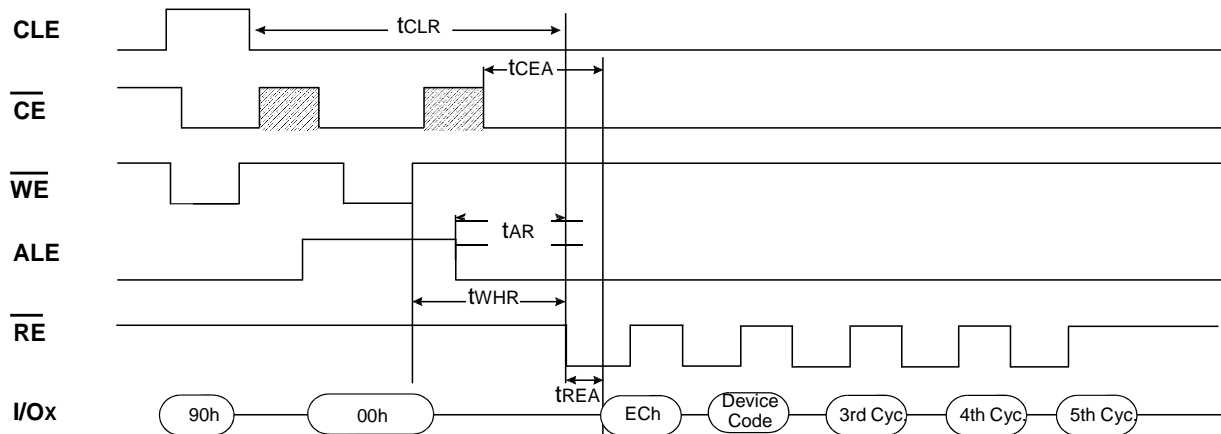 CLE
tCLR
tCEA
CE
WE
tAR
ALE
tWHR
RE
tREA
I/Ox
90h
00h
ECh
Device
Code
3rd Cyc.
4th Cyc.
5th Cyc.